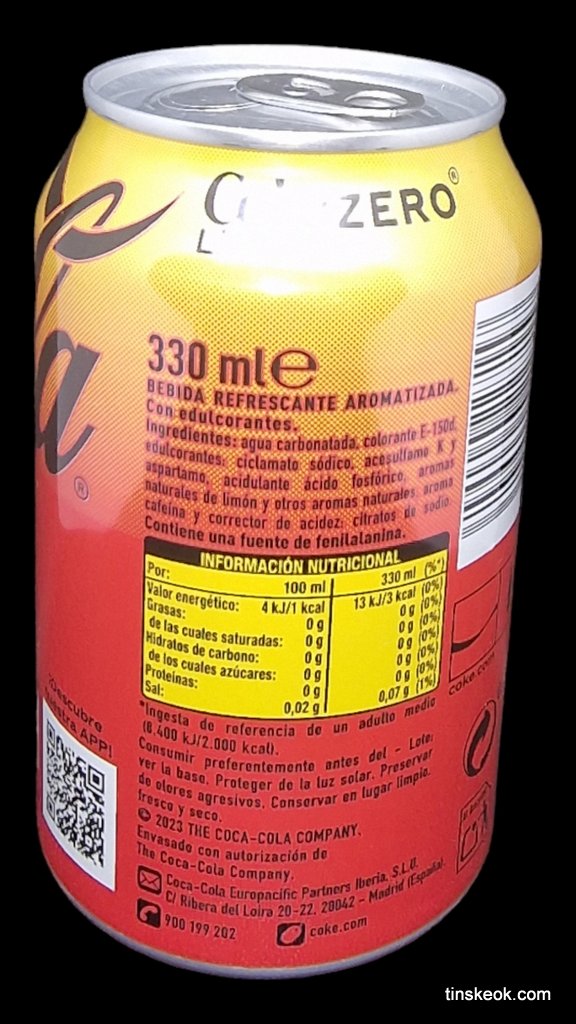 ZERO®
330 ml e
BEBIDA REFRESCANTE AROMATIZADA.
Con edulcorantes.
Ingredientes: agua carbonatada, colorante E-150d,
edulcorantes: ciclamato sódico, acesulfamo K y
aspartamo, acidulante ácido fosfórico, aromas
naturales de limón y otros aromas naturales, aroma
cafeína y corrector de acidez: citratos de sodio.
Contiene una fuente de fenilalanina.
INFORMACIÓN NUTRICIONAL
Por: 100 ml 330 ml (%*)
Valor energético: 4 kJ/1 kcal 13 kJ/3 kcal (0%)
Grasas: 0 g 0 g (0%)
de las cuales saturadas: 0 g 0 g (0%)
Hidratos de carbono: 0 g 0 g (0%)
de los cuales azúcares: 0 g 0 g (0%)
Proteínas: 0 g 0 g (0%)
Sal: 0,02 g 0,07 g (1%)
*Ingesta de referencia de un adulto medio
(8.400 kJ/2.000 kcal).
Consumir preferentemente antes del - Lote:
ver la base. Proteger de la luz solar. Preservar
de olores agresivos. Conservar en lugar limpio,
fresco y seco.
© 2023 THE COCA-COLA COMPANY.
Envasado con autorización de
The Coca-Cola Company.
Coca-Cola Europacific Partners Iberia, S.L.U.
C/ Ribera del Loira 20-22. 28042 - Madrid (España).
900 199 202 coke.com
¡Descubre
nuestra APP!
coke.com
tinskeok.com